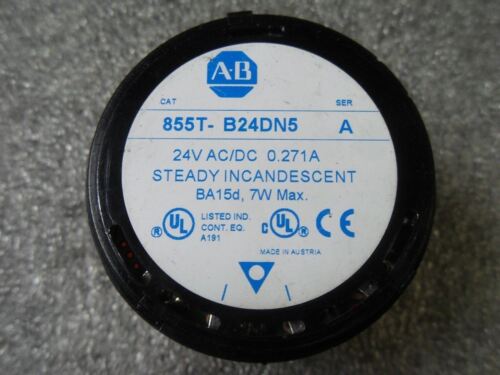 A-B
CAT SER
855T- B24DN5 A
24V AC/DC 0.271A
STEADY INCANDESCENT
BA15d, 7W Max.
UL ® LISTED IND. c UL ® CE
CONT. EQ.
A191
MADE IN AUSTRIA